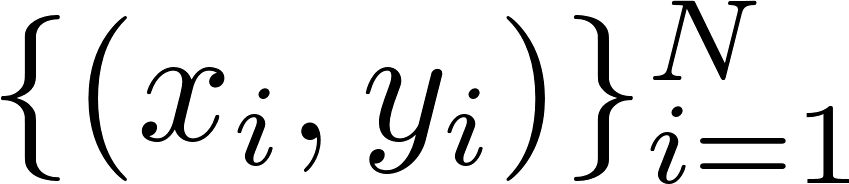 {(x_i, y_i)}_{i=1}^N